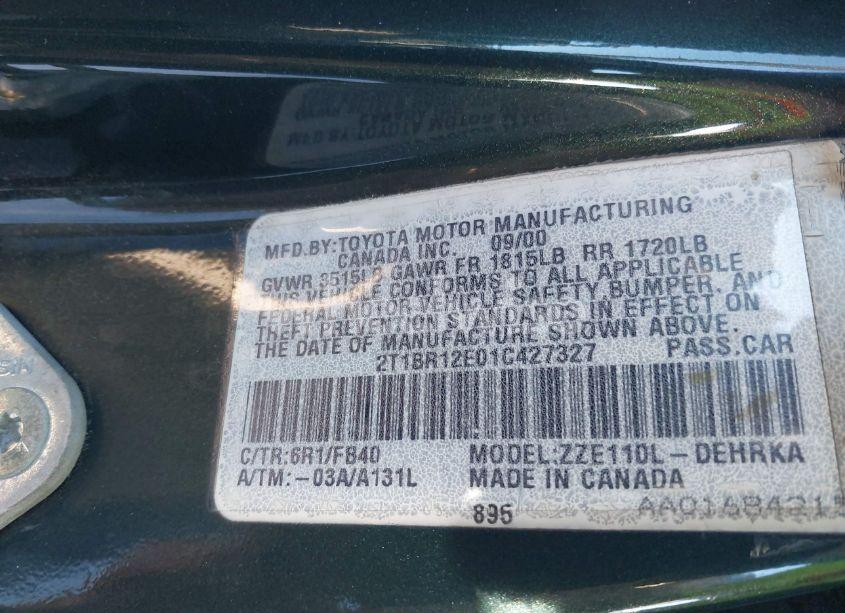 MFD.BY:TOYOTA MOTOR MANUFACTURING
CANADA INC. 09/00
GVWR 3515LB GAWR FR 1815LB RR 1720LB
THIS VEHICLE CONFORMS TO ALL APPLICABLE
FEDERAL MOTOR VEHICLE SAFETY BUMPER, AND
THEFT PREVENTION STANDARDS IN EFFECT ON
THE DATE OF MANUFACTURE SHOWN ABOVE.
2T1BR12E01C427327 PASS.CAR
C/TR:6R1/FB40 MODEL:ZZE110L-DEHRKA
A/TM:-03A/A131L MADE IN CANADA
895